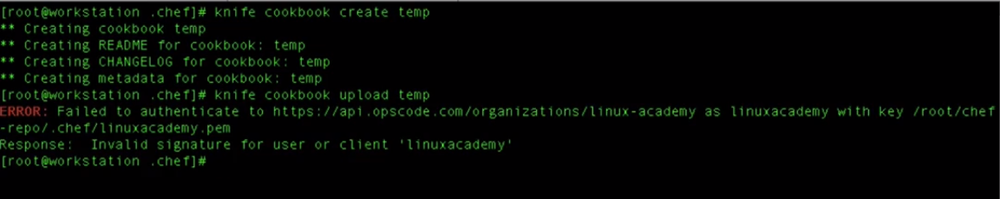 [root@workstation .chef]# knife cookbook create temp
** Creating cookbook temp
** Creating README for cookbook: temp
** Creating CHANGELOG for cookbook: temp
** Creating metadata for cookbook: temp
[root@workstation .chef]# knife cookbook upload temp
ERROR: Failed to authenticate to https://api.opscode.com/organizations/linux-academy as linuxacademy with key /root/chef
-repo/.chef/linuxacademy.pem
Response:  Invalid signature for user or client 'linuxacademy'
[root@workstation .chef]#